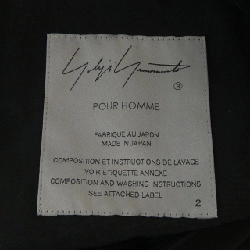 Yohji Yamamoto
POUR HOMME
FABRIQUE AU JAPON
MADE IN JAPAN
COMPOSITION ET INSTRUCTIONS DE LAVAGE
VOIR ETIQUETTE ANNEXE
COMPOSITION AND WASHING INSTRUCTIONS
SEE ATTACHED LABEL
2